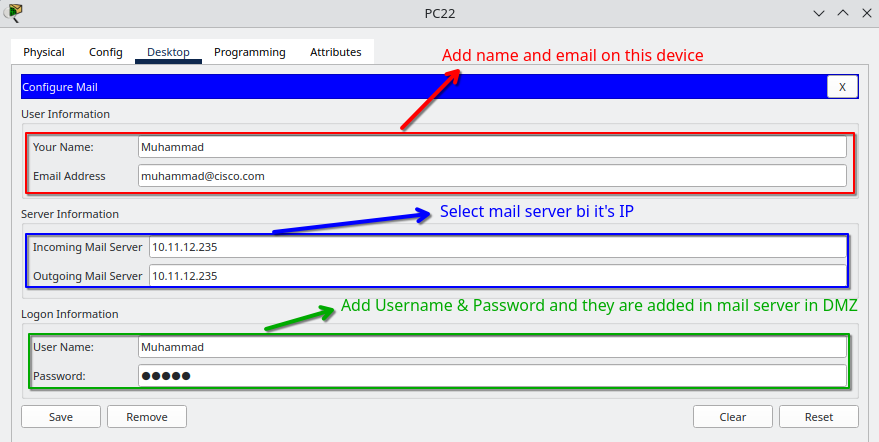 PC22
Physical Config Desktop Programming Attributes
Add name and email on this device
Configure Mail X
User Information
Your Name: Muhammad
Email Address muhammad@cisco.com
Select mail server bi it's IP
Server Information
Incoming Mail Server 10.11.12.235
Outgoing Mail Server 10.11.12.235
Add Username & Password and they are added in mail server in DMZ
Logon Information
User Name: Muhammad
Password: ●●●●●
Save Remove Clear Reset